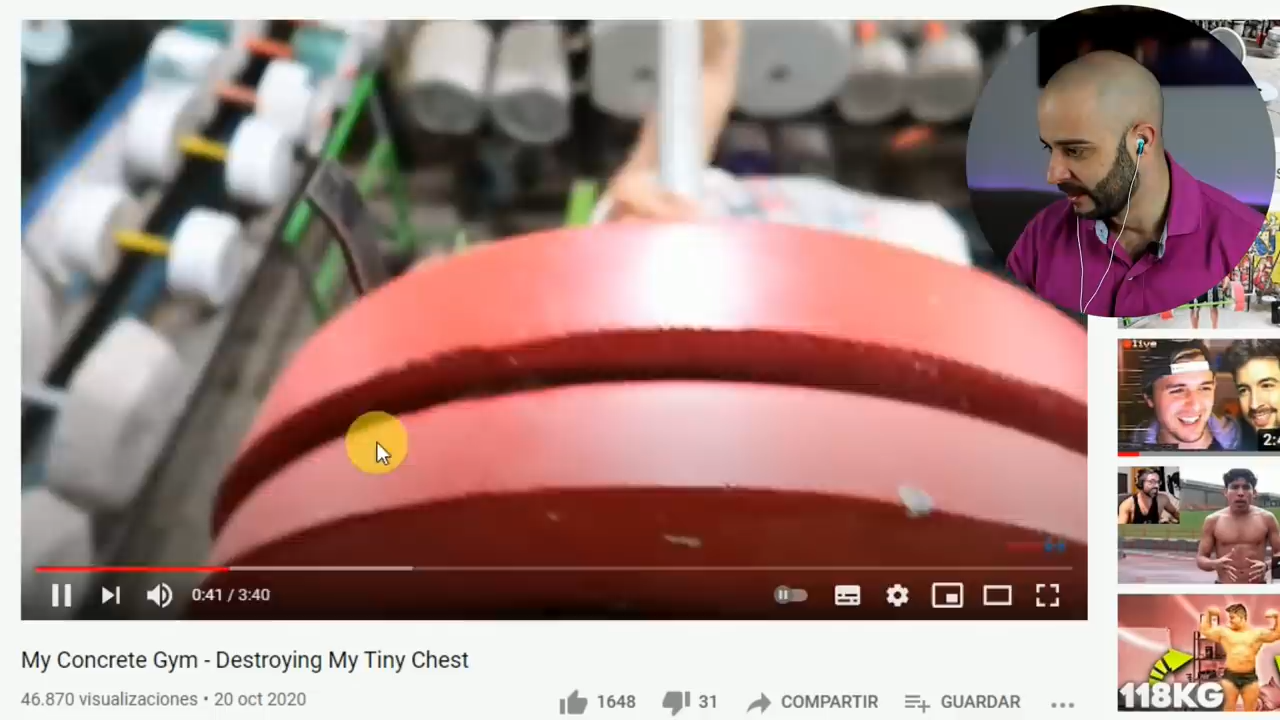 live
2:4
0:41 / 3:40
My Concrete Gym - Destroying My Tiny Chest
46.870 visualizaciones • 20 oct 2020
1648
31
COMPARTIR
GUARDAR
118KG